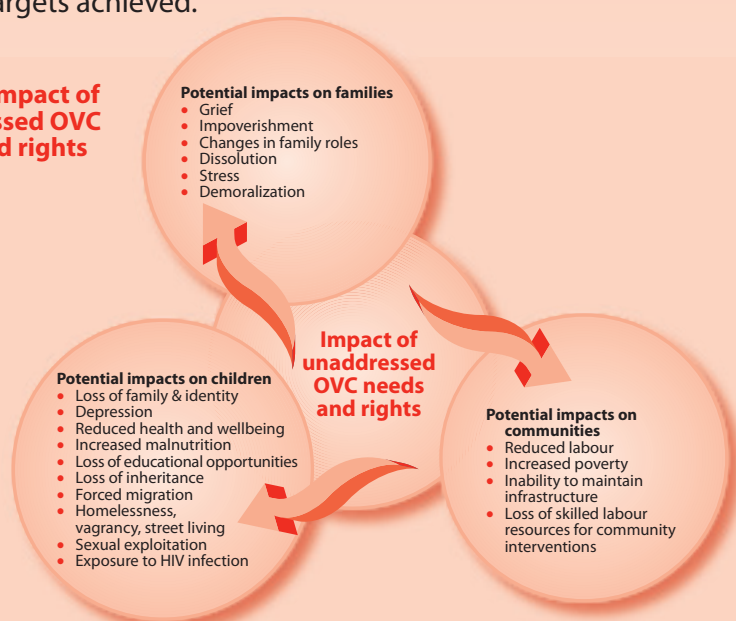 targets achieved.
mpact of
ssed OVC
d rights
Potential impacts on families
• Grief
• Impoverishment
• Changes in family roles
• Dissolution
• Stress
• Demoralization
Impact of
unaddressed
OVC needs
and rights
Potential impacts on children
• Loss of family & identity
• Depression
• Reduced health and wellbeing
• Increased malnutrition
• Loss of educational opportunities
• Loss of inheritance
• Forced migration
• Homelessness,
vagrancy, street living
• Sexual exploitation
• Exposure to HIV infection
Potential impacts on
communities
• Reduced labour
• Increased poverty
• Inability to maintain
infrastructure
• Loss of skilled labour
resources for community
interventions